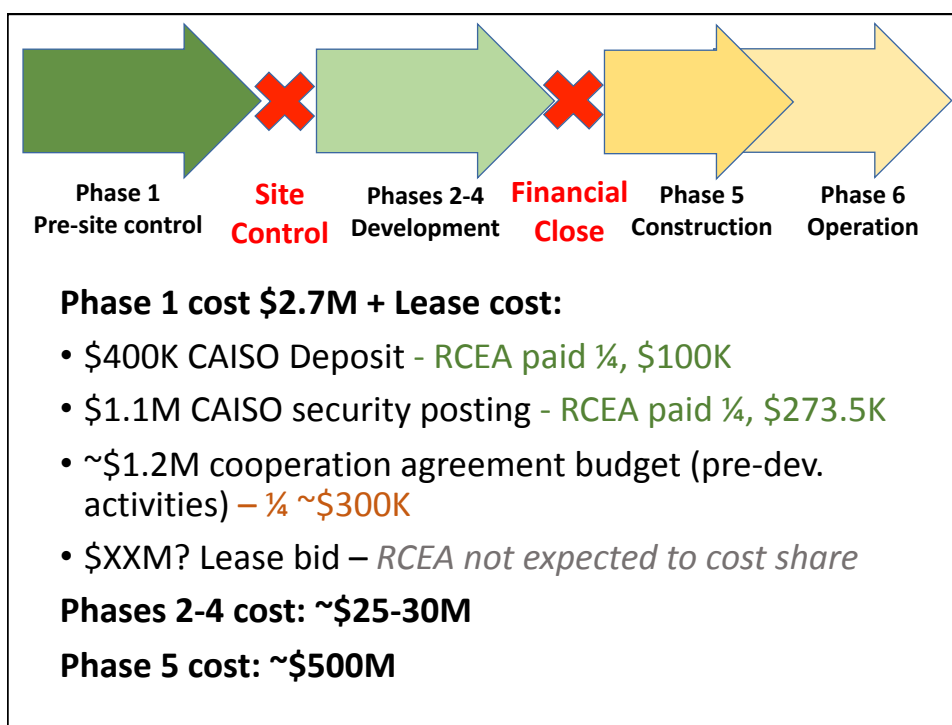 Phase 1
Pre-site control
Site
Control
Phases 2-4
Development
Financial
Close
Phase 5
Construction
Phase 6
Operation
Phase 1 cost $2.7M + Lease cost:
• $400K CAISO Deposit - RCEA paid ¼, $100K
• $1.1M CAISO security posting - RCEA paid ¼, $273.5K
• ~$1.2M cooperation agreement budget (pre-dev.
activities) – ¼ ~$300K
• $XXM? Lease bid – RCEA not expected to cost share
Phases 2-4 cost: ~$25-30M
Phase 5 cost: ~$500M